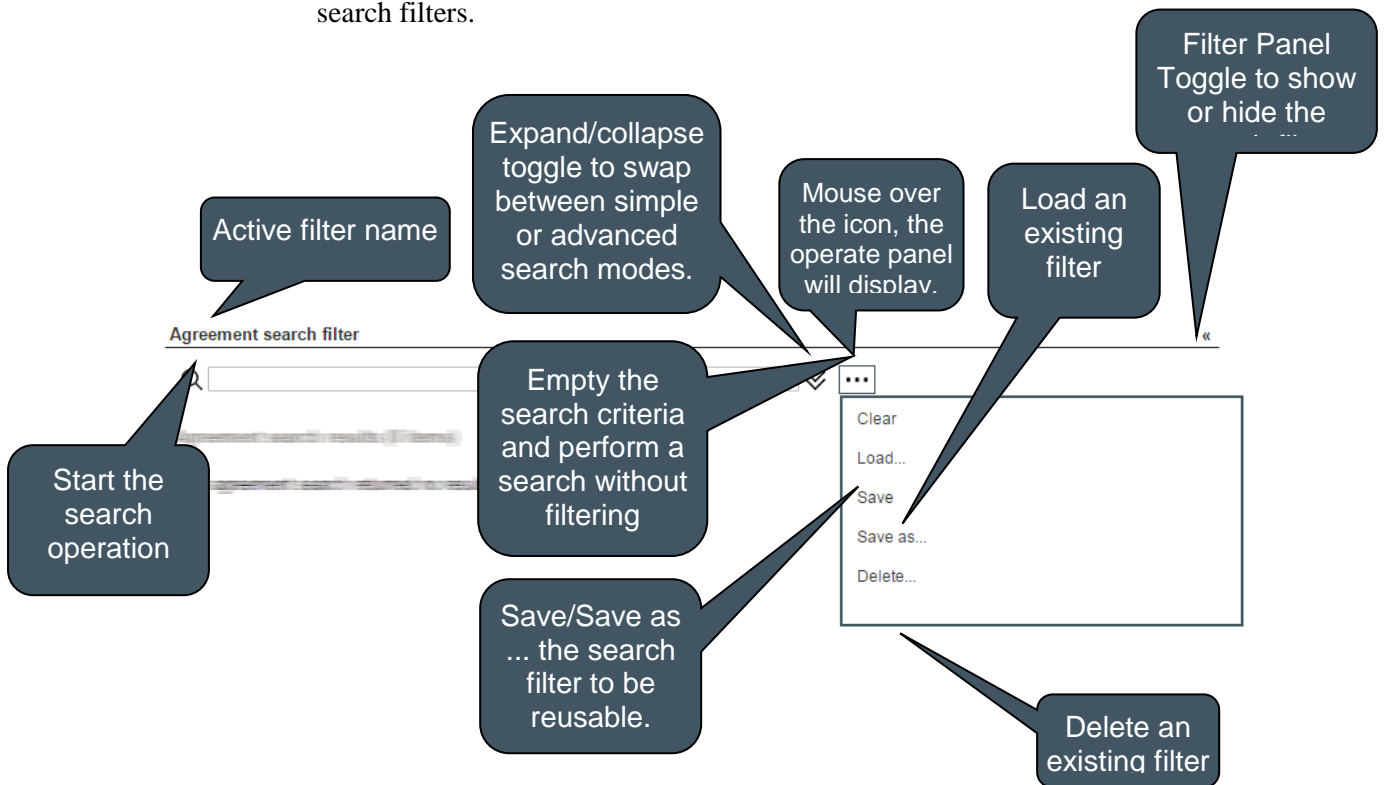 search filters.
Filter Panel
Toggle to show
or hide the
Expand/collapse
toggle to swap
between simple
or advanced
search modes.
Mouse over
the icon, the
operate panel
will display.
Load an
existing
filter
Active filter name
Agreement search filter
«
Empty the
search criteria
and perform a
search without
filtering
Clear
Load...
Save
Save as...
Delete...
Start the
search
operation
Save/Save as
... the search
filter to be
reusable.
Delete an
existing filter